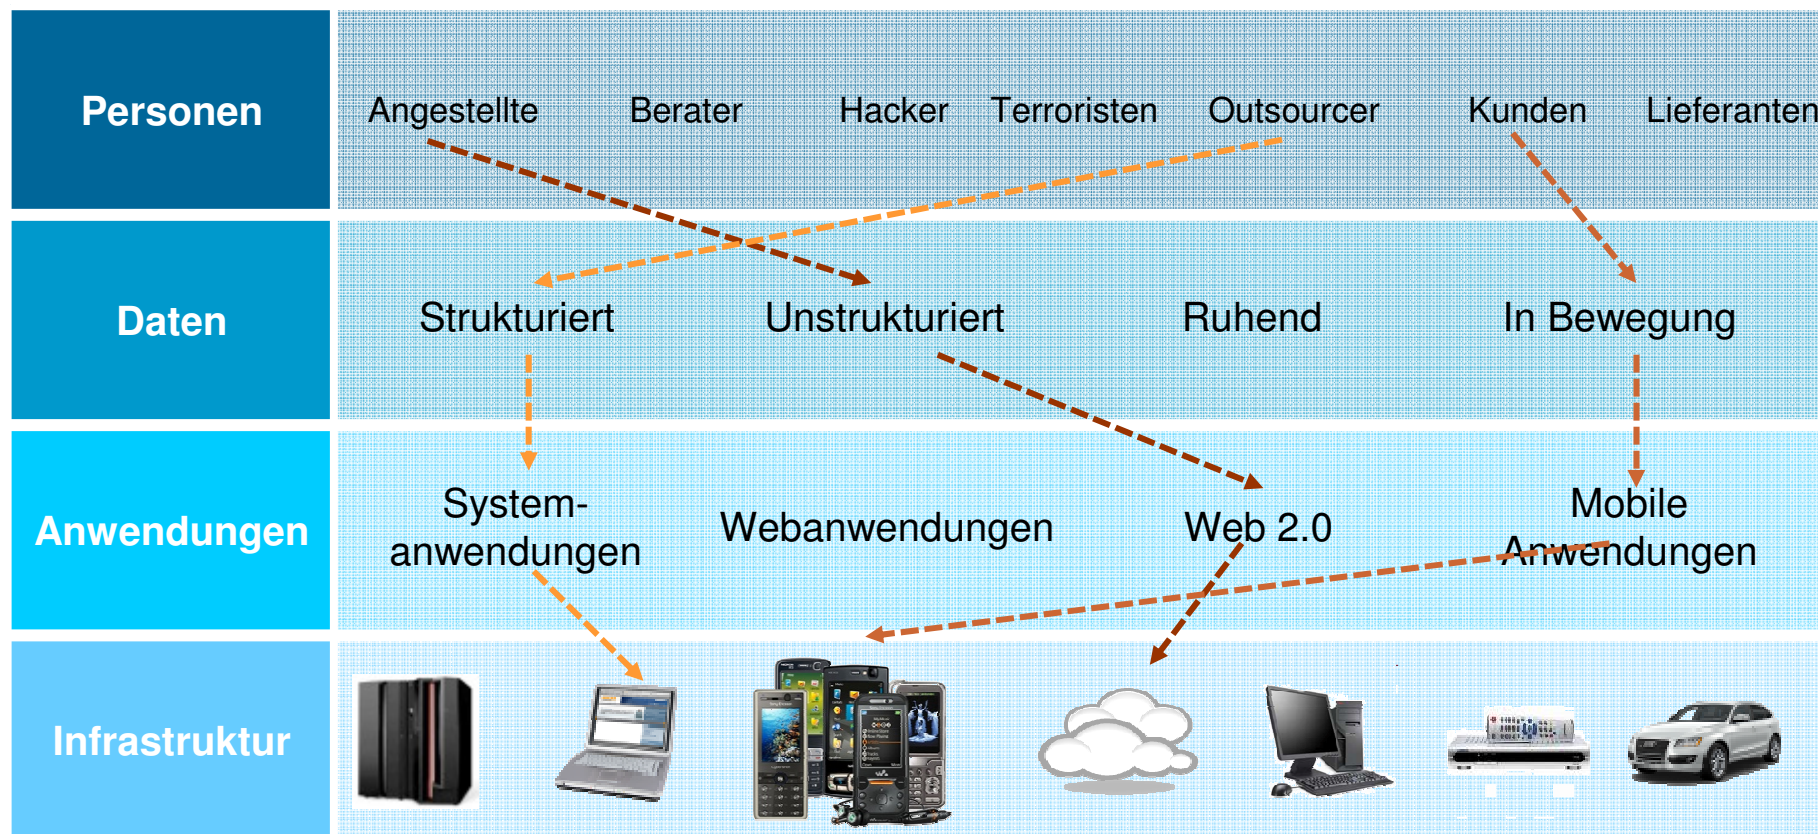 Personen
Angestellte Berater Hacker Terroristen Outsourcer Kunden Lieferanten
Daten
Strukturiert Unstrukturiert Ruhend In Bewegung
Anwendungen
System-
anwendungen
Webanwendungen
Web 2.0
Mobile
Anwendungen
Infrastruktur